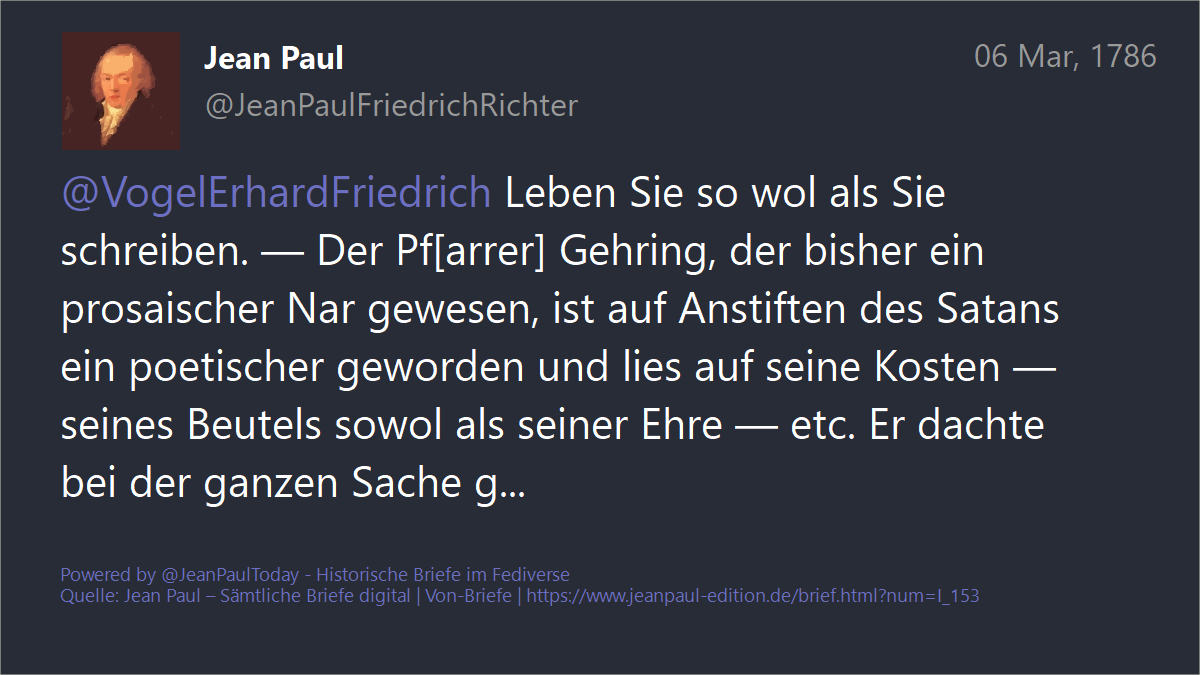 Jean Paul
06 Mar, 1786
@JeanPaulFriedrichRichter
@VogelErhardFriedrich Leben Sie so wol als Sie
schreiben. — Der Pf[arrer] Gehring, der bisher ein
prosaischer Nar gewesen, ist auf Anstiften des Satans
ein poetischer geworden und lies auf seine Kosten —
seines Beutels sowol als seiner Ehre — etc. Er dachte
bei der ganzen Sache g...
Powered by @JeanPaulToday - Historische Briefe im Fediverse
Quelle: Jean Paul – Sämtliche Briefe digital | Von-Briefe | https://www.jeanpaul-edition.de/brief.html?num=I_153